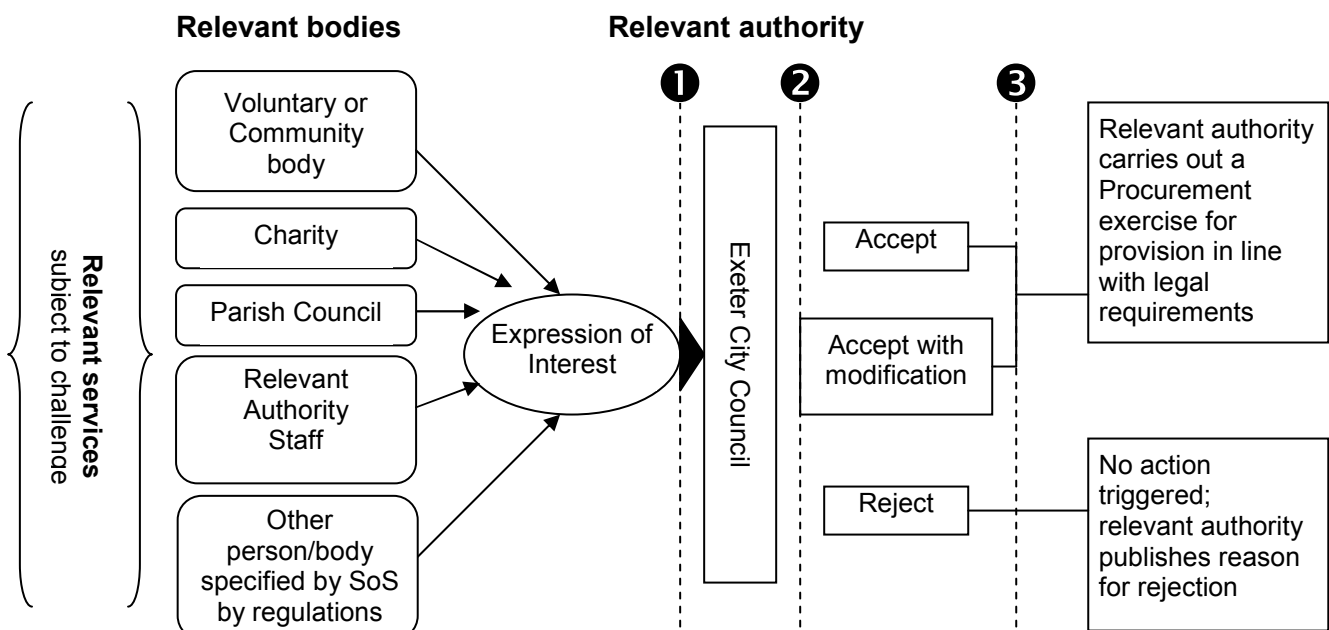 Relevant bodies
Relevant authority
❶
❷
❸
Relevant services
subject to challenge
Voluntary or
Community
body
Charity
Parish Council
Relevant
Authority
Staff
Other
person/body
specified by SoS
by regulations
Expression of
Interest
Exeter City Council
Accept
Accept with
modification
Reject
Relevant authority
carries out a
Procurement
exercise for
provision in line
with legal
requirements
No action
triggered;
relevant authority
publishes reason
for rejection